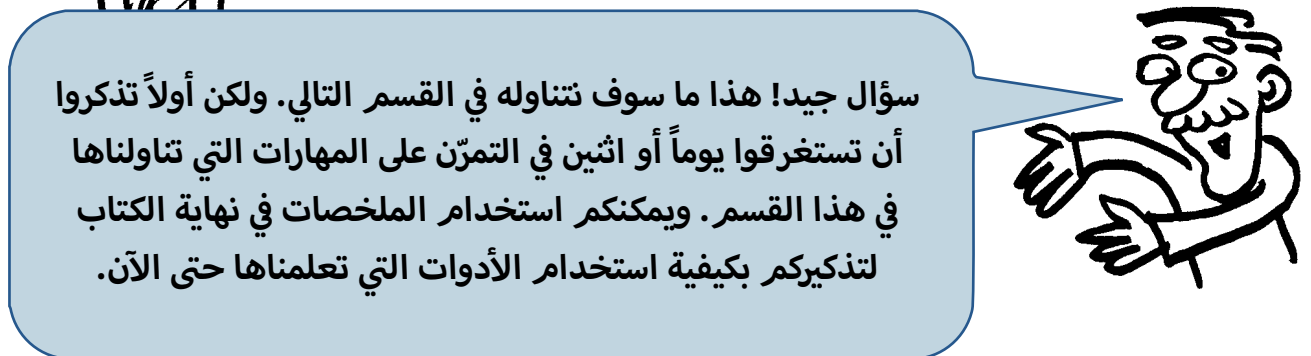 سؤال جيد! هذا ما سوف نتناوله في القسم التالي. ولكن أولاً تذكروا
أن تستغرقوا يوماً أو اثنين في التمرّن على المهارات التي تناولناها
في هذا القسم. ويمكنكم استخدام الملخصات في نهاية الكتاب
لتذكيركم بكيفية استخدام الأدوات التي تعلمناها حتى الآن.